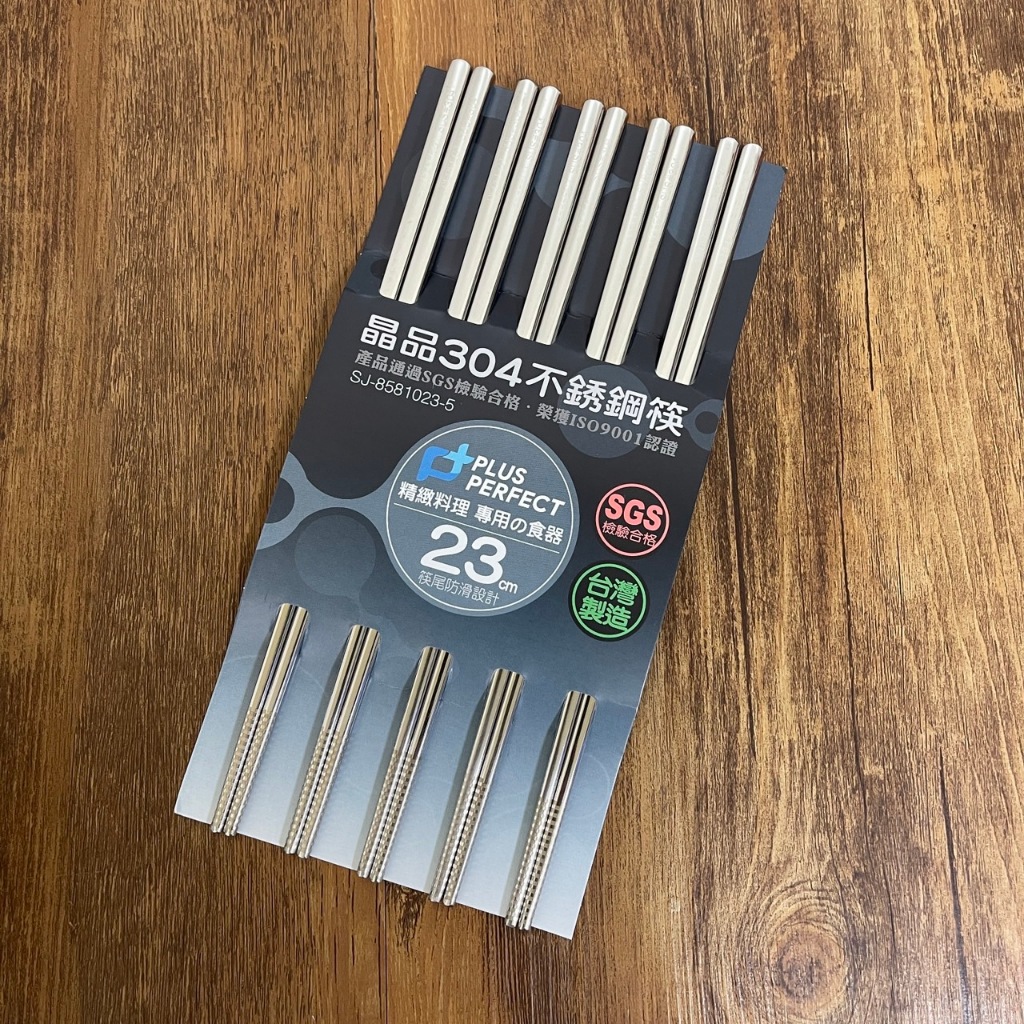 晶品304不銹鋼筷
產品通過SGS檢驗合格・榮獲ISO9001認證
SJ-8581023-5
PLUS
PERFECT
精緻料理 專用の食器
23cm
筷尾防滑設計
SGS
檢驗合格
台灣
製造